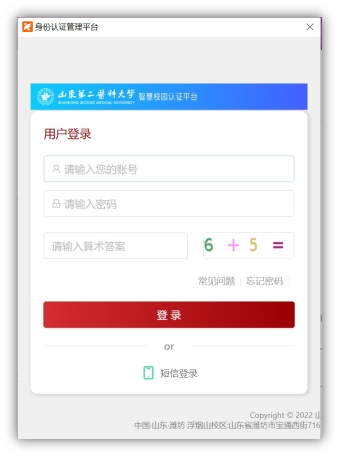 身份认证管理平台
山东第二医科大学 智慧校园认证平台
SHANDONG SECOND MEDICAL UNIVERSITY
用户登录
请输入您的账号
请输入密码
请输入算术答案 6 + 5 =
常见问题 忘记密码
登录
or
短信登录
Copyright © 2022 山
中国·山东·潍坊 浮烟山校区:山东省潍坊市宝通西街716